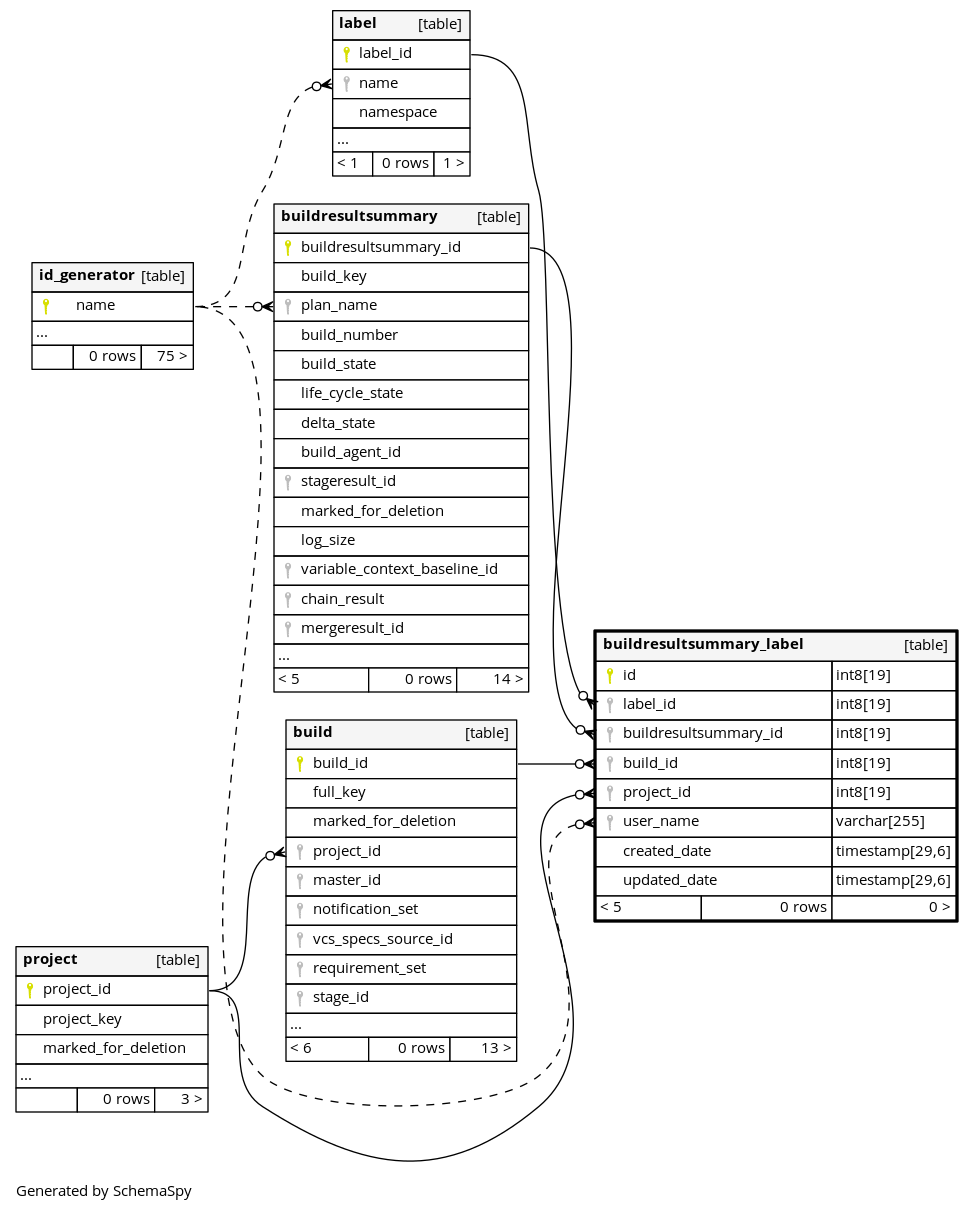 label [table]
label_id
name
namespace
...
< 1 0 rows 1 >
buildresultsummary [table]
buildresultsummary_id
build_key
plan_name
build_number
build_state
life_cycle_state
delta_state
build_agent_id
stageresult_id
marked_for_deletion
log_size
variable_context_baseline_id
chain_result
mergeresult_id
...
< 5 0 rows 14 >
id_generator [table]
name
...
0 rows 75 >
buildresultsummary_label [table]
id int8[19]
label_id int8[19]
buildresultsummary_id int8[19]
build_id int8[19]
project_id int8[19]
user_name varchar[255]
created_date timestamp[29,6]
updated_date timestamp[29,6]
< 5 0 rows 0 >
build [table]
build_id
full_key
marked_for_deletion
project_id
master_id
notification_set
vcs_specs_source_id
requirement_set
stage_id
...
< 6 0 rows 13 >
project [table]
project_id
project_key
marked_for_deletion
...
0 rows 3 >
Generated by SchemaSpy